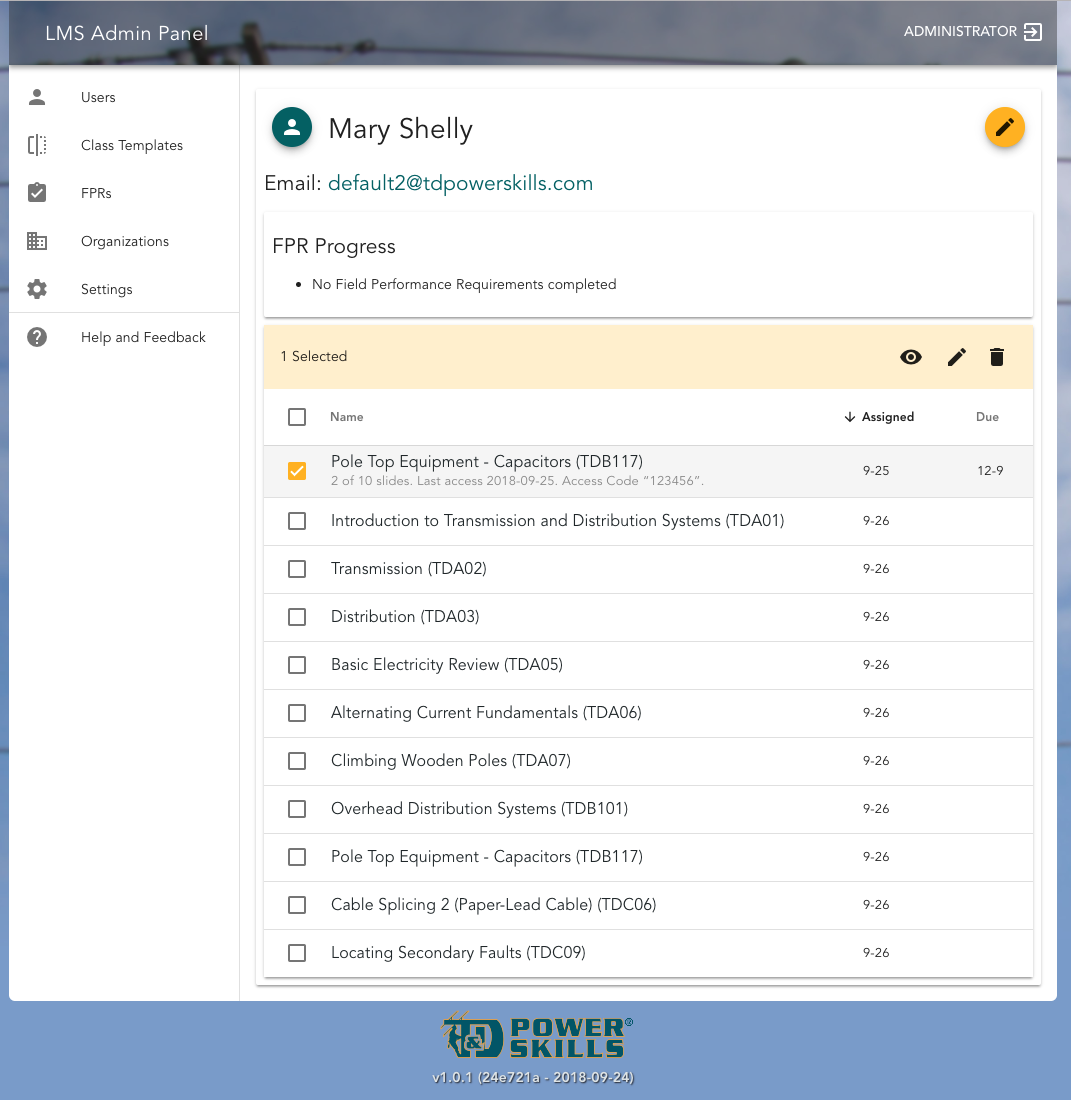 LMS Admin Panel
ADMINISTRATOR
Users
Class Templates
FPRs
Organizations
Settings
Help and Feedback
Mary Shelly
Email: default2@tdpowerskills.com
FPR Progress
• No Field Performance Requirements completed
1 Selected
Name Assigned Due
Pole Top Equipment - Capacitors (TDB117) 9-25 12-9
2 of 10 slides. Last access 2018-09-25. Access Code “123456”.
Introduction to Transmission and Distribution Systems (TDA01) 9-26
Transmission (TDA02) 9-26
Distribution (TDA03) 9-26
Basic Electricity Review (TDA05) 9-26
Alternating Current Fundamentals (TDA06) 9-26
Climbing Wooden Poles (TDA07) 9-26
Overhead Distribution Systems (TDB101) 9-26
Pole Top Equipment - Capacitors (TDB117) 9-26
Cable Splicing 2 (Paper-Lead Cable) (TDC06) 9-26
Locating Secondary Faults (TDC09) 9-26
T&D POWER®
SKILLS
v1.0.1 (24e721a - 2018-09-24)